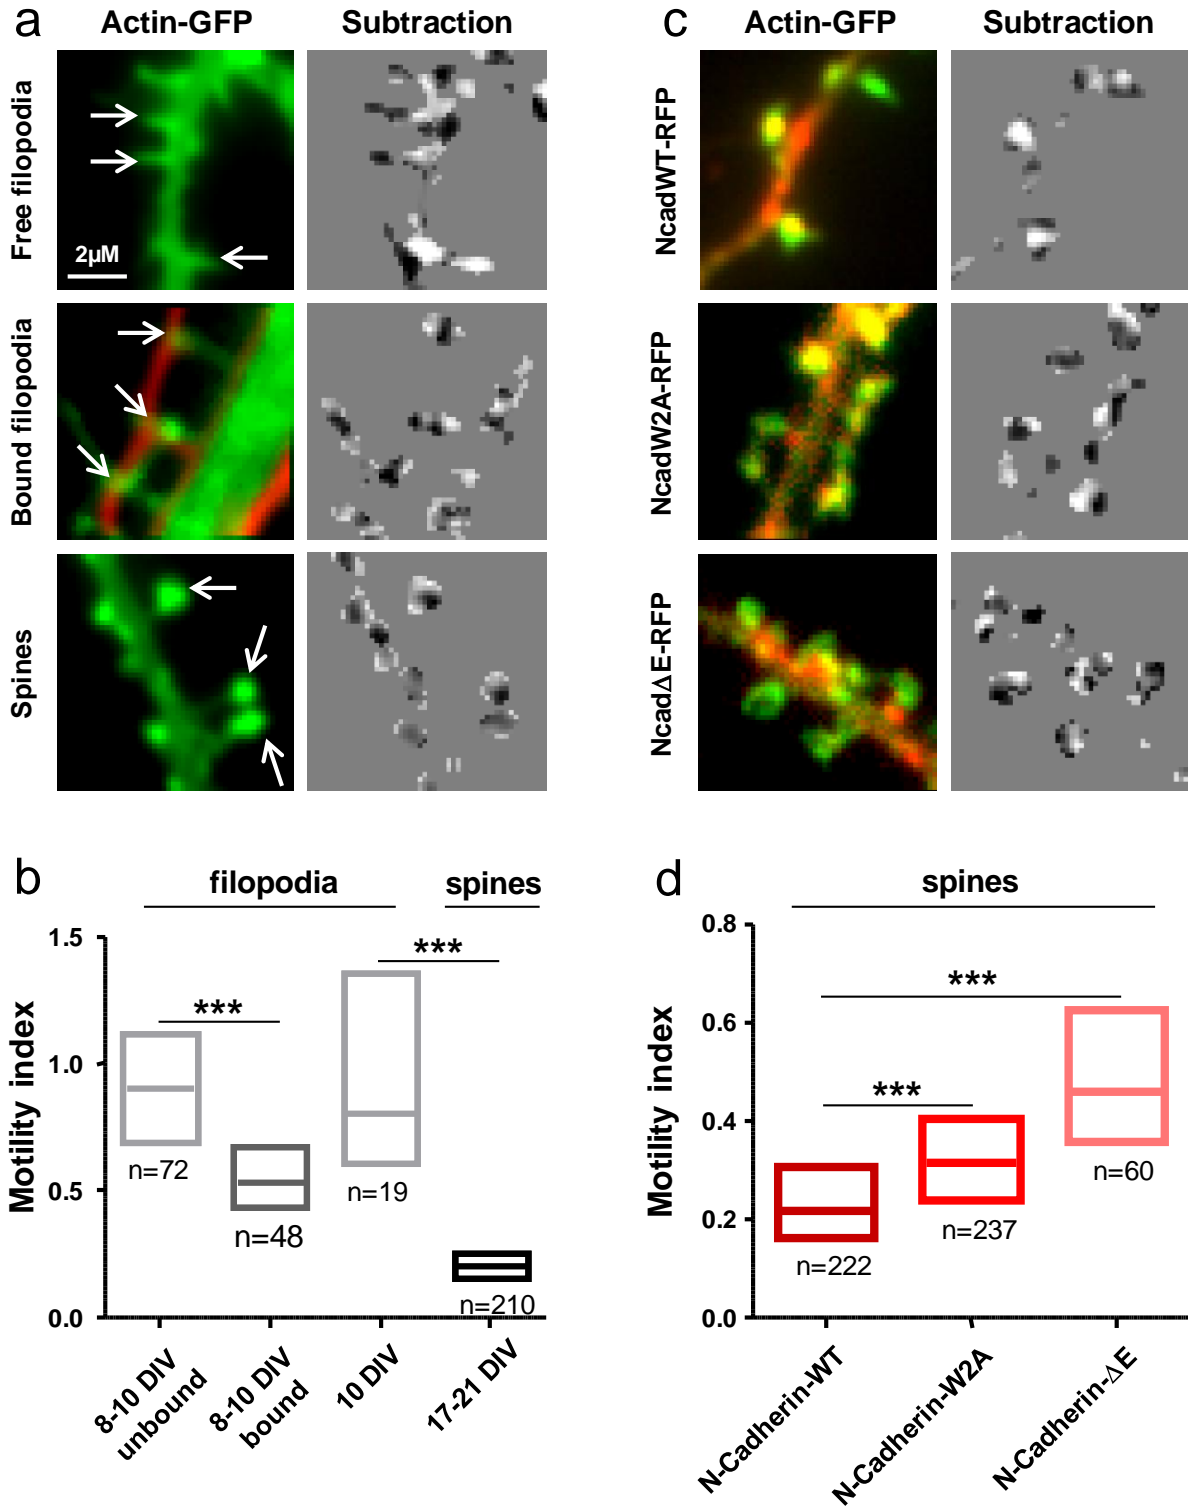 a
Actin-GFP
Subtraction
Free filopodia
2μM
Bound filopodia
Spines
c
Actin-GFP
Subtraction
NcadWT-RFP
NcadW2A-RFP
NcadΔE-RFP
b
filopodia
spines
Motility index
1.5
1.0
0.5
0.0
***
***
n=72
n=48
n=19
n=210
8-10 DIV
unbound
8-10 DIV
bound
10 DIV
17-21 DIV
d
spines
Motility index
0.8
0.6
0.4
0.2
0.0
***
***
n=222
n=237
n=60
N-Cadherin-WT
N-Cadherin-W2A
N-Cadherin-ΔE